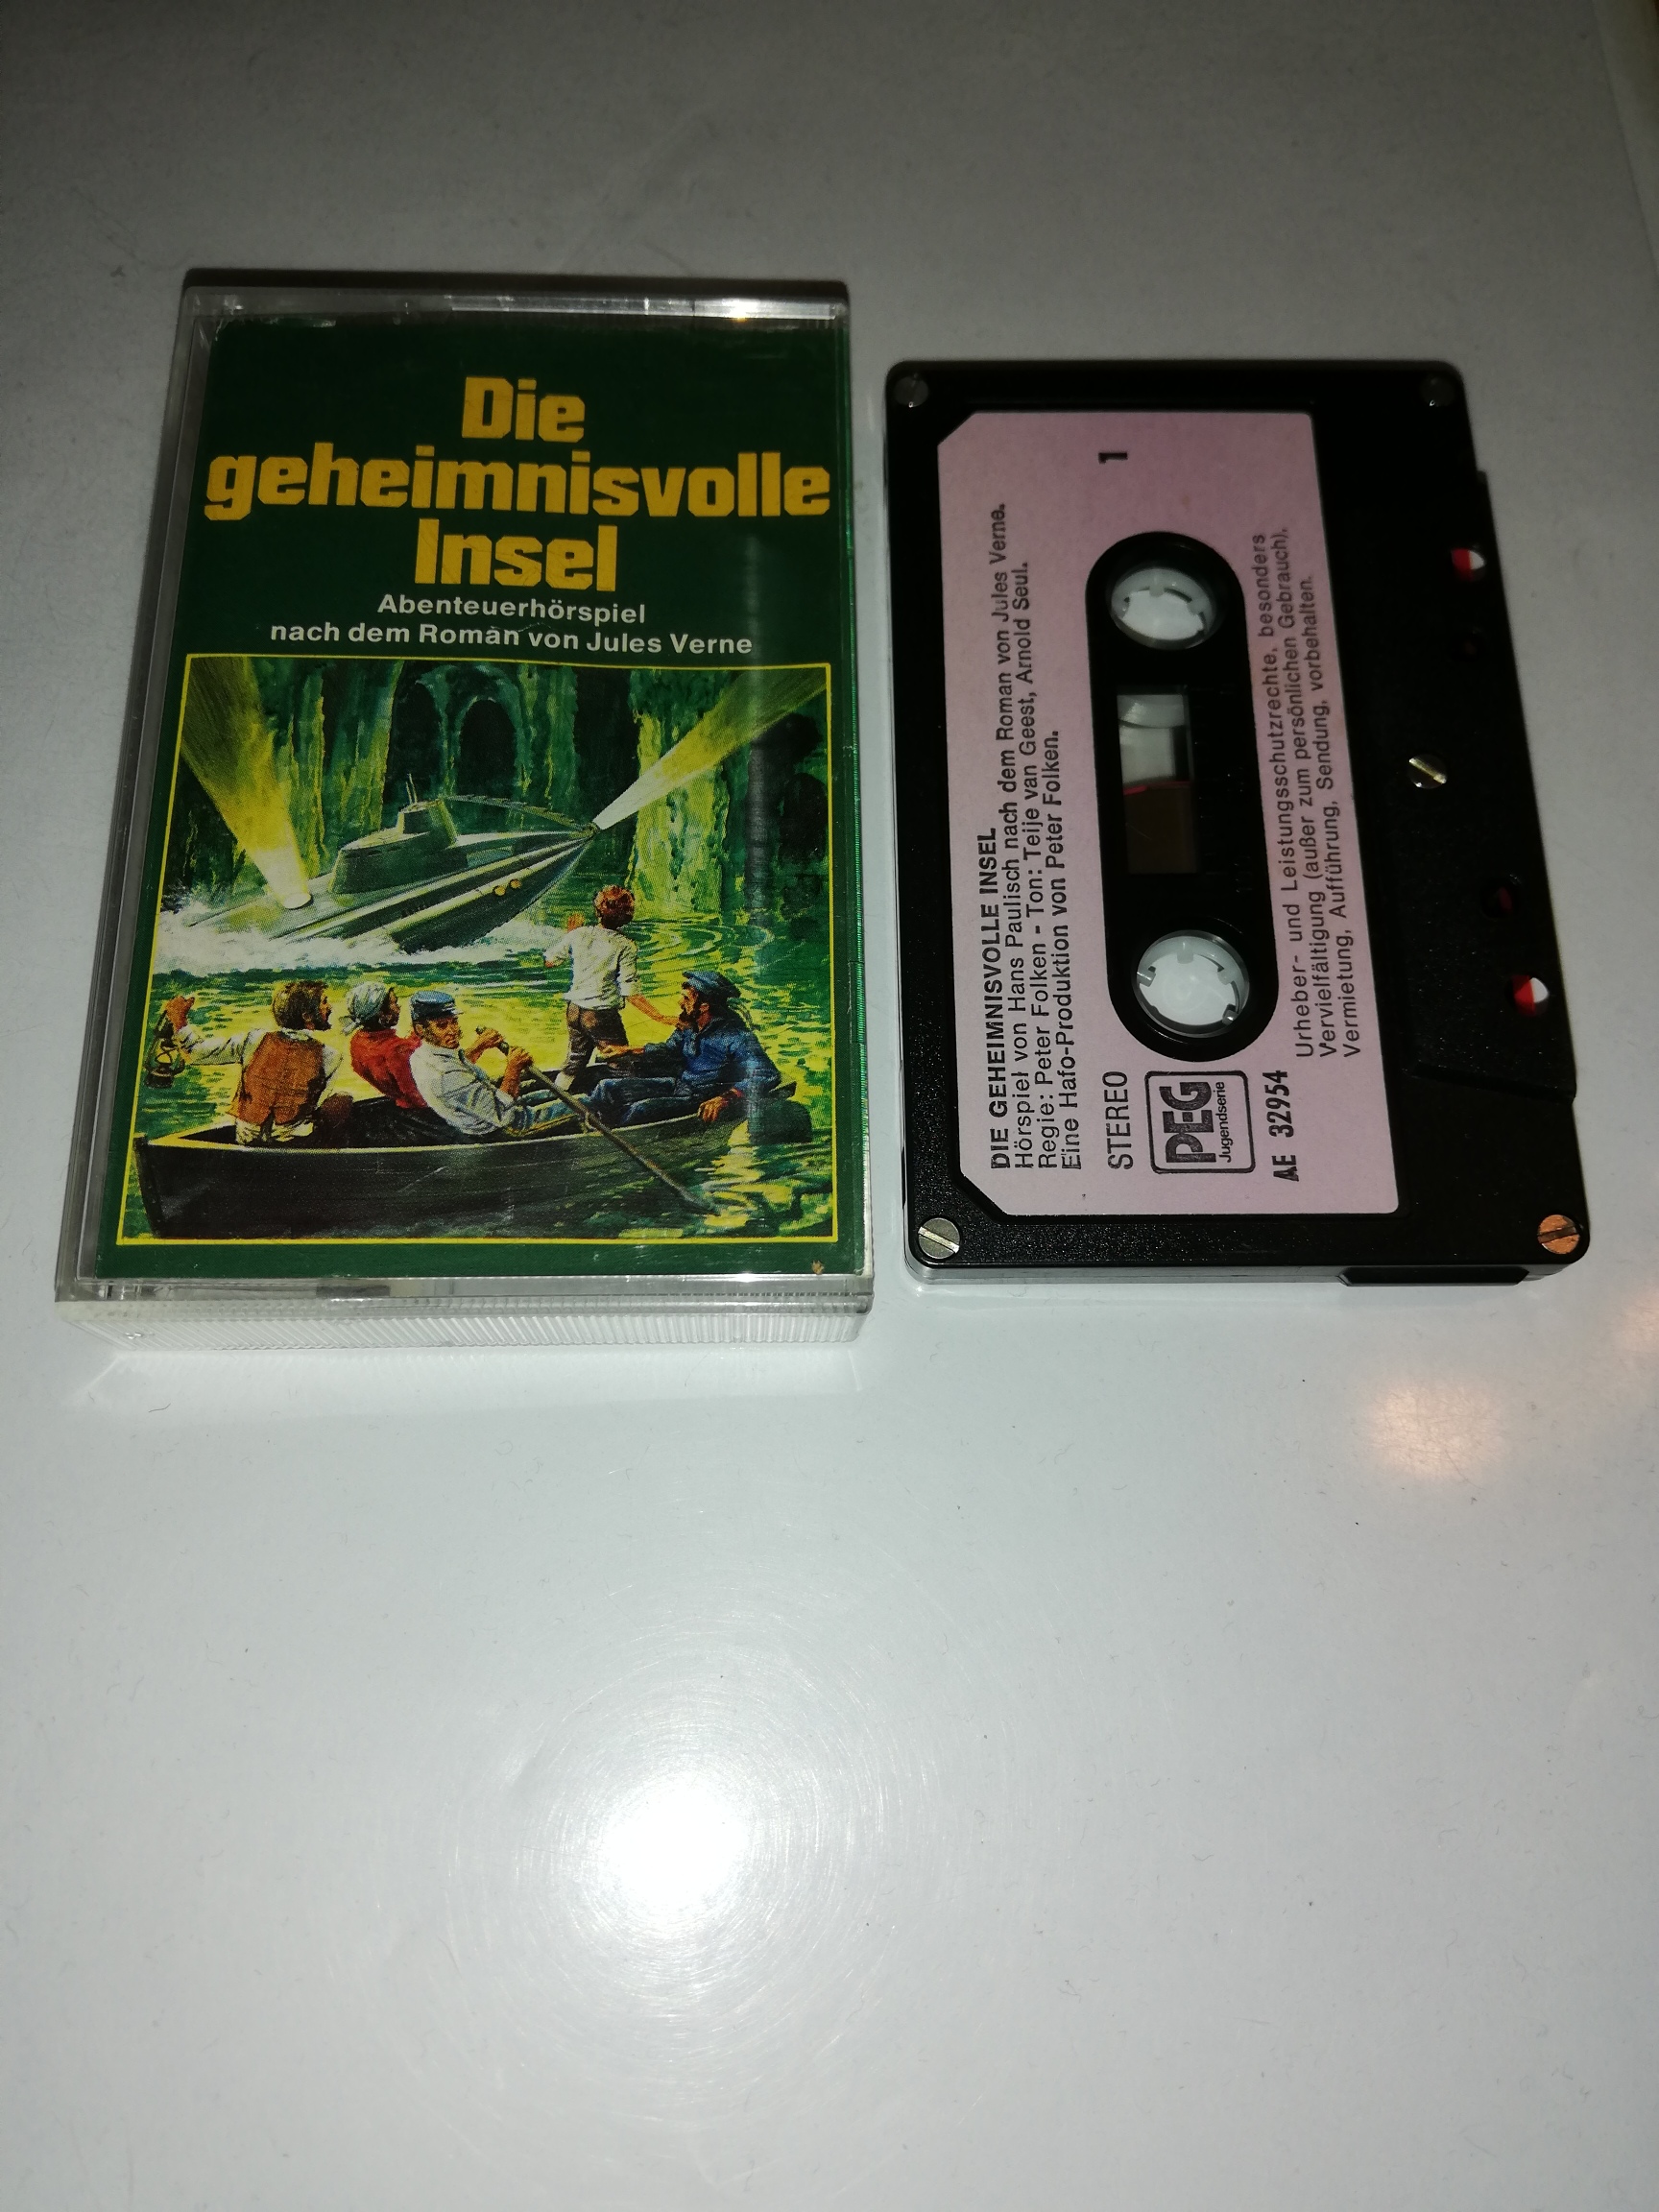 Die
geheimnisvolle
Insel
Abenteuerhörspiel
nach dem Roman von Jules Verne
DIE GEHEIMNISVOLLE INSEL
Hörspiel von Hans Paulisch nach dem Roman von Jules Verne.
Regie: Peter Folken - Ton: Teije van Geest, Arnold Seul.
Eine Hafo-Produktion von Peter Folken.
STEREO
1
PEG
Jugendserie
AE 32954
Urheber- und Leistungsschutzrechte, besonders
Vervielfältigung (außer zum persönlichen Gebrauch),
Vermietung, Aufführung, Sendung, vorbehalten.